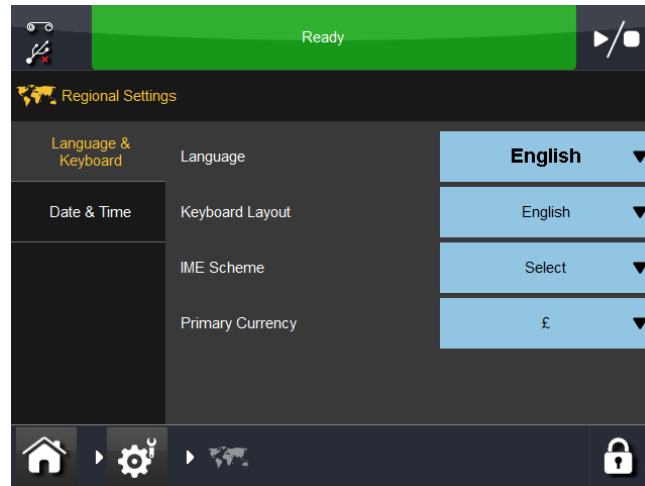 Ready
Regional Settings
Language &
Keyboard
Language
English
Date & Time
Keyboard Layout
English
IME Scheme
Select
Primary Currency
£